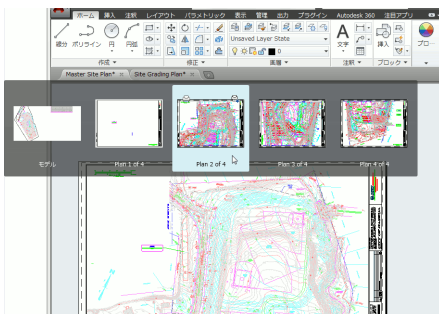 ホーム 挿入 注釈 レイアウト パラメトリック 表示 管理 出力 プラグイン Autodesk 360 注目アプリ
線分 ポリライン 円 円弧
Unsaved Layer State
0
文字 挿入 プロ...
作成 修正 画層 注釈 ブロック
Master Site Plan* Site Grading Plan*
モデル Plan 1 of 4 Plan 2 of 4 Plan 3 of 4 Plan 4 of 4